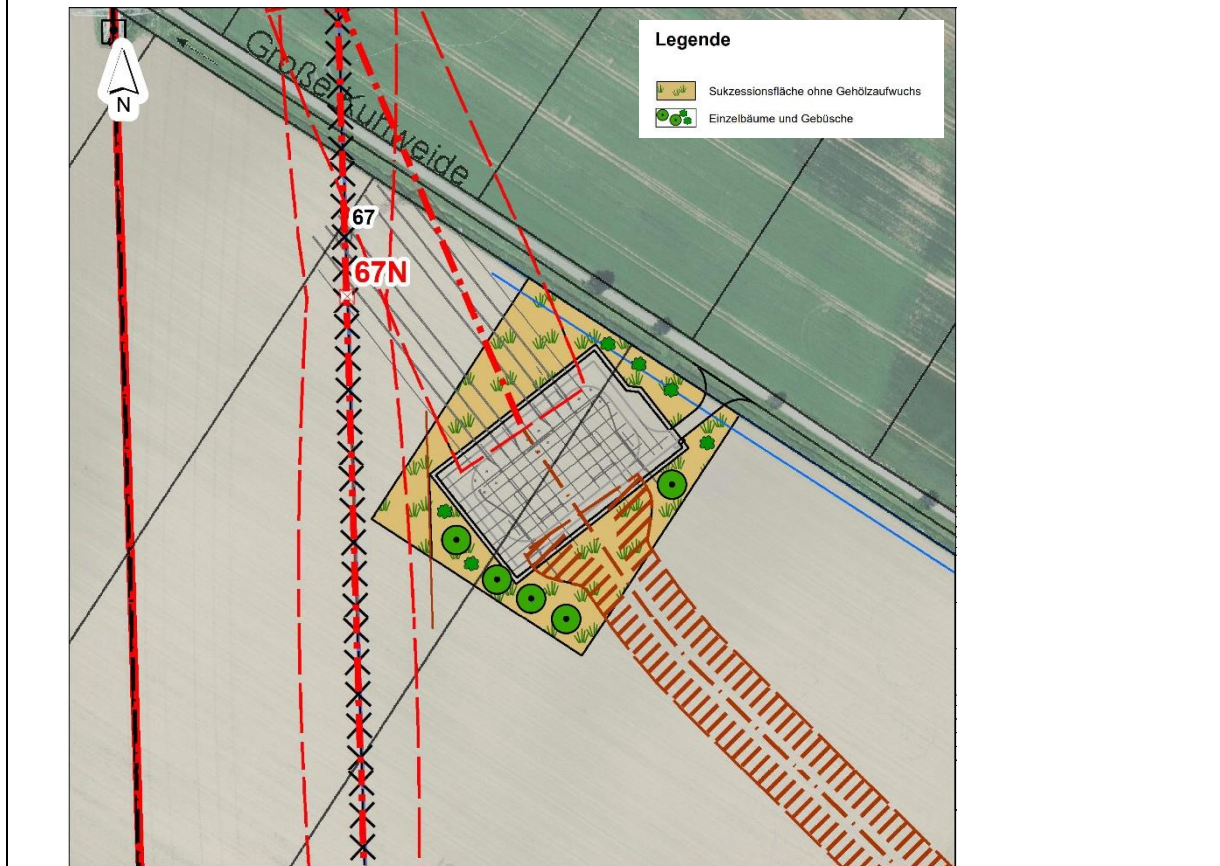 Legende
Sukzessionsfläche ohne Gehölzaufwuchs
Einzelbäume und Gebüsche
N
Großer Kuhweide
67
67N